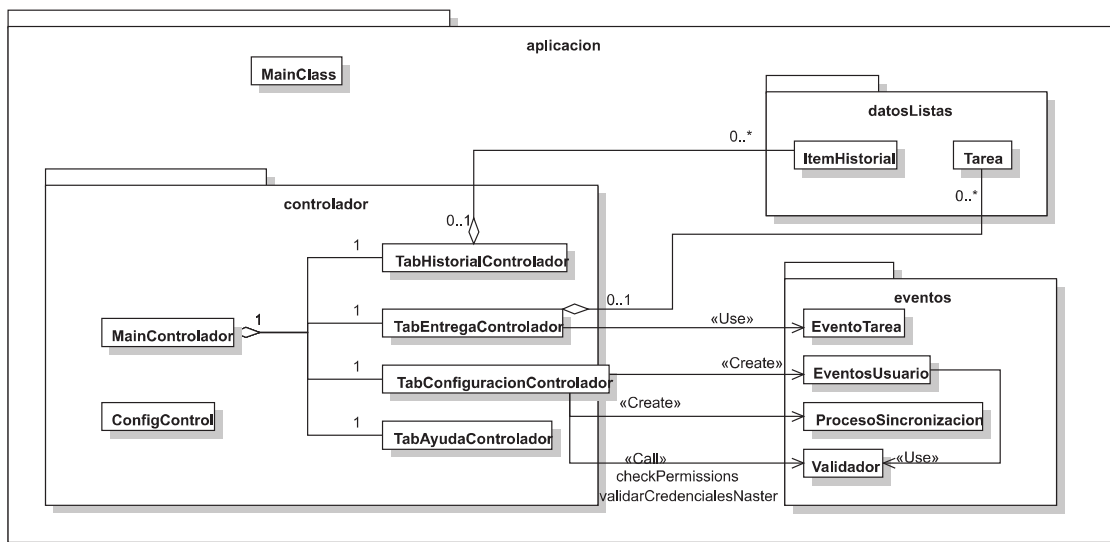 aplicacion
MainClass
datosListas
0..*
ItemHistorial
Tarea
0..*
controlador
0..1
1
TabHistorialControlador
0..1
1
TabEntregaControlador
«Use»
eventos
EventoTarea
MainControlador
1
1
TabConfiguracionControlador
«Create»
EventosUsuario
ConfigControl
«Create»
ProcesoSincronizacion
1
TabAyudaControlador
«Call»
checkPermissions
validarCredencialesNaster
Validador
«Use»